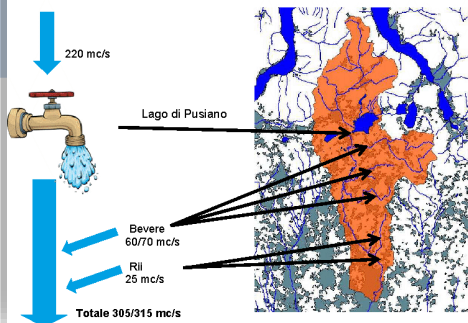 220 mc/s
Lago di Pusiano
Bevere
60/70 mc/s
Rii
25 mc/s
Totale 305/315 mc/s